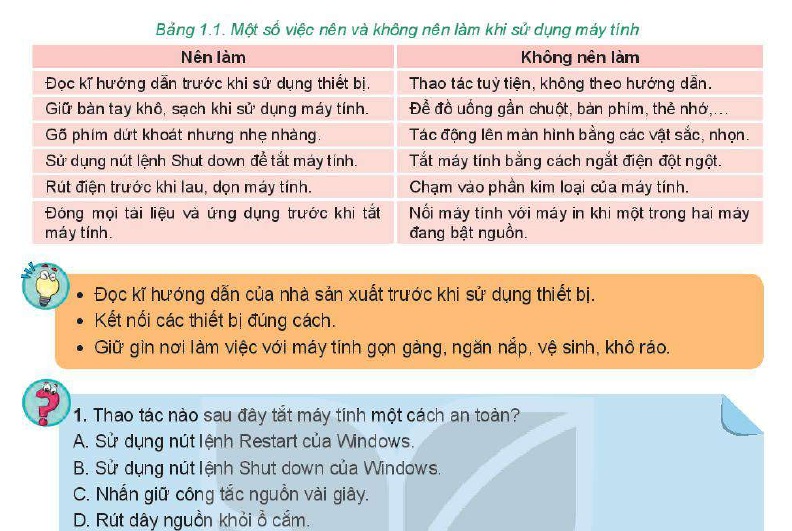 Bảng 1.1. Một số việc nên và không nên làm khi sử dụng máy tính
Nên làm
Không nên làm
Đọc kĩ hướng dẫn trước khi sử dụng thiết bị.
Thao tác tuỳ tiện, không theo hướng dẫn.
Giữ bàn tay khô, sạch khi sử dụng máy tính.
Để đồ uống gần chuột, bàn phím, thẻ nhớ,...
Gõ phím dứt khoát nhưng nhẹ nhàng.
Tác động lên màn hình bằng các vật sắc, nhọn.
Sử dụng nút lệnh Shut down để tắt máy tính.
Tắt máy tính bằng cách ngắt điện đột ngột.
Rút điện trước khi lau, dọn máy tính.
Chạm vào phần kim loại của máy tính.
Đóng mọi tài liệu và ứng dụng trước khi tắt
máy tính.
Nối máy tính với máy in khi một trong hai máy
đang bật nguồn.
• Đọc kĩ hướng dẫn của nhà sản xuất trước khi sử dụng thiết bị.
• Kết nối các thiết bị đúng cách.
• Giữ gìn nơi làm việc với máy tính gọn gàng, ngăn nắp, vệ sinh, khô ráo.
1. Thao tác nào sau đây tắt máy tính một cách an toàn?
A. Sử dụng nút lệnh Restart của Windows.
B. Sử dụng nút lệnh Shut down của Windows.
C. Nhấn giữ công tắc nguồn vài giây.
D. Rút dây nguồn khỏi ổ cắm.